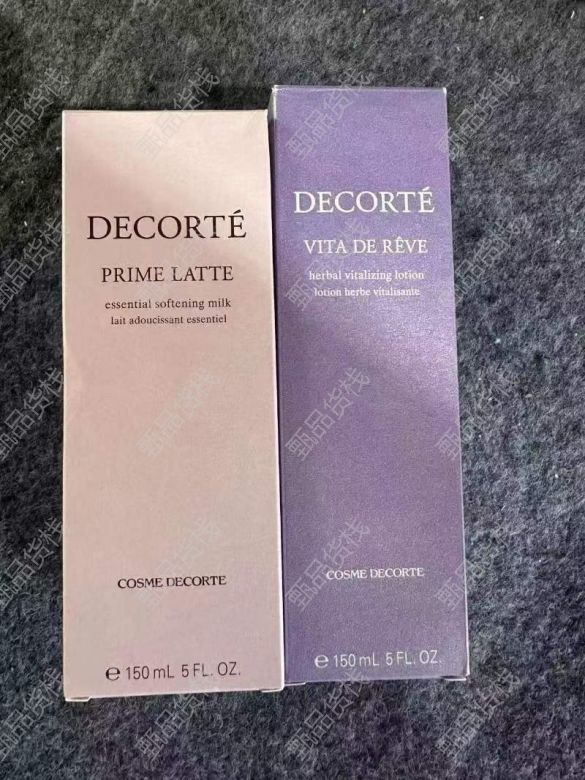 DECORTÉ
PRIME LATTE
essential softening milk
lait adoucissant essentiel
COSME DECORTE
e 150 mL 5 FL. OZ.
DECORTÉ
VITA DE RÊVE
herbal vitalizing lotion
lotion herbe vitalisante
COSME DECORTE
e 150 mL 5 FL. OZ.
甄品货栈